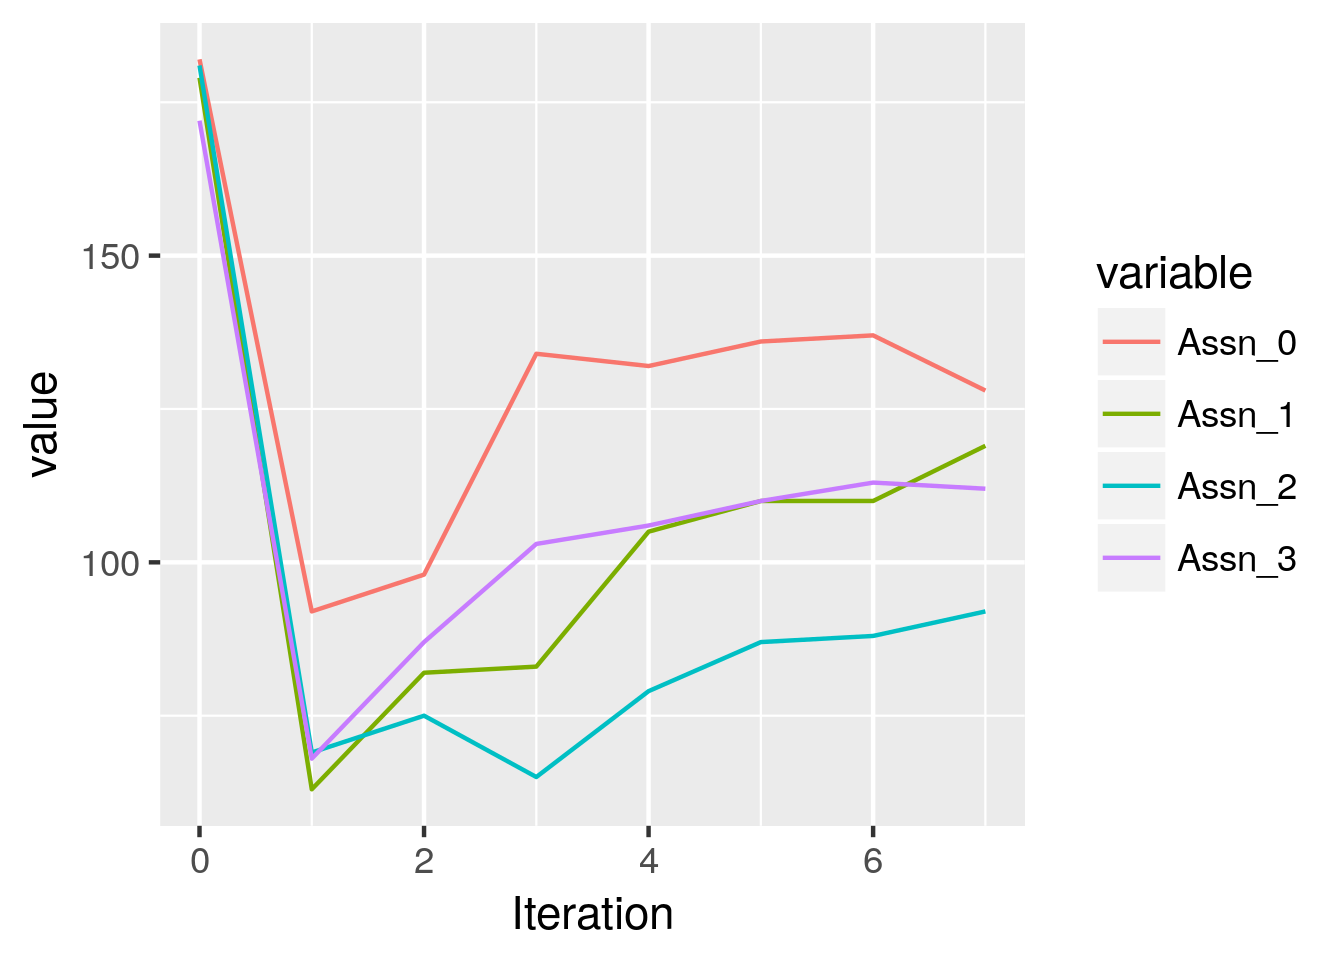 150
100
value
0 2 4 6
Iteration
variable
Assn_0
Assn_1
Assn_2
Assn_3